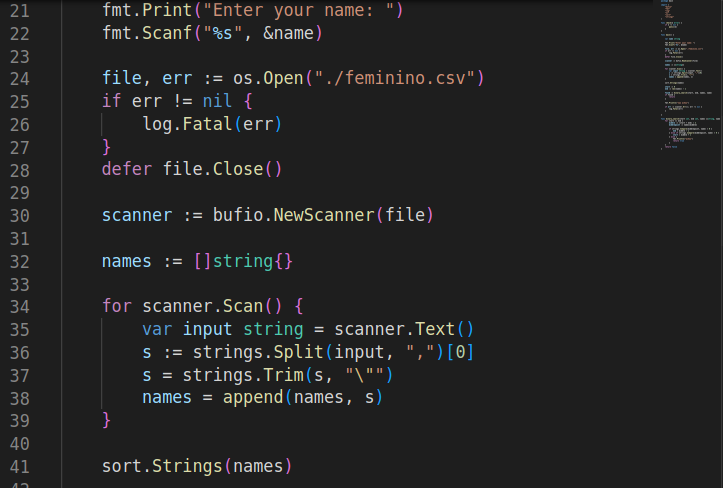 21 fmt.Print("Enter your name: ")
22 fmt.Scanf("%s", &name)
23
24 file, err := os.Open("./feminino.csv")
25 if err != nil {
26 log.Fatal(err)
27 }
28 defer file.Close()
29
30 scanner := bufio.NewScanner(file)
31
32 names := []string{}
33
34 for scanner.Scan() {
35 var input string = scanner.Text()
36 s := strings.Split(input, ",")[0]
37 s = strings.Trim(s, "\"")
38 names = append(names, s)
39 }
40
41 sort.Strings(names)